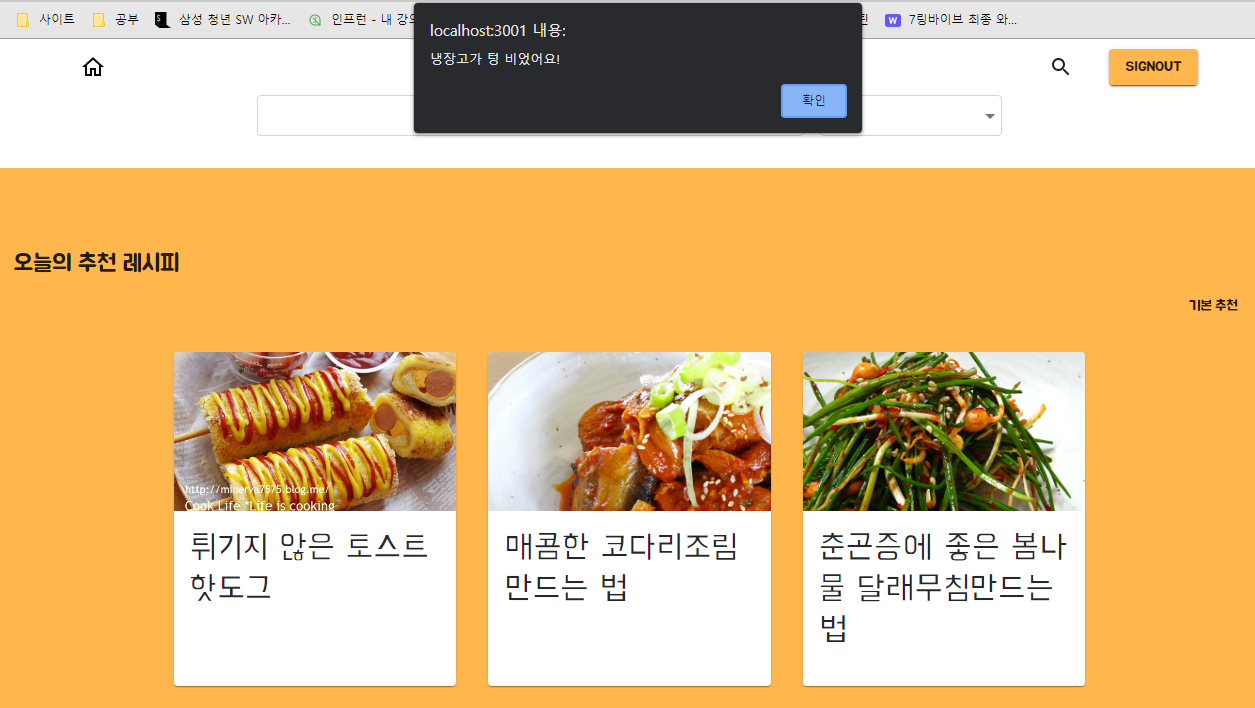 사이트 공부 삼성 청년 SW 아카... 인프런 - 내 강의 7링바이브 최종 와...
localhost:3001 내용:
냉장고가 텅 비었어요!
확인
SIGNOUT
오늘의 추천 레시피
기본 추천
http://minerva7575.blog.me/
Cook Life *Life is cooking
튀기지 않은 토스트
핫도그
매콤한 코다리조림
만드는 법
춘곤증에 좋은 봄나
물 달래무침만드는
법